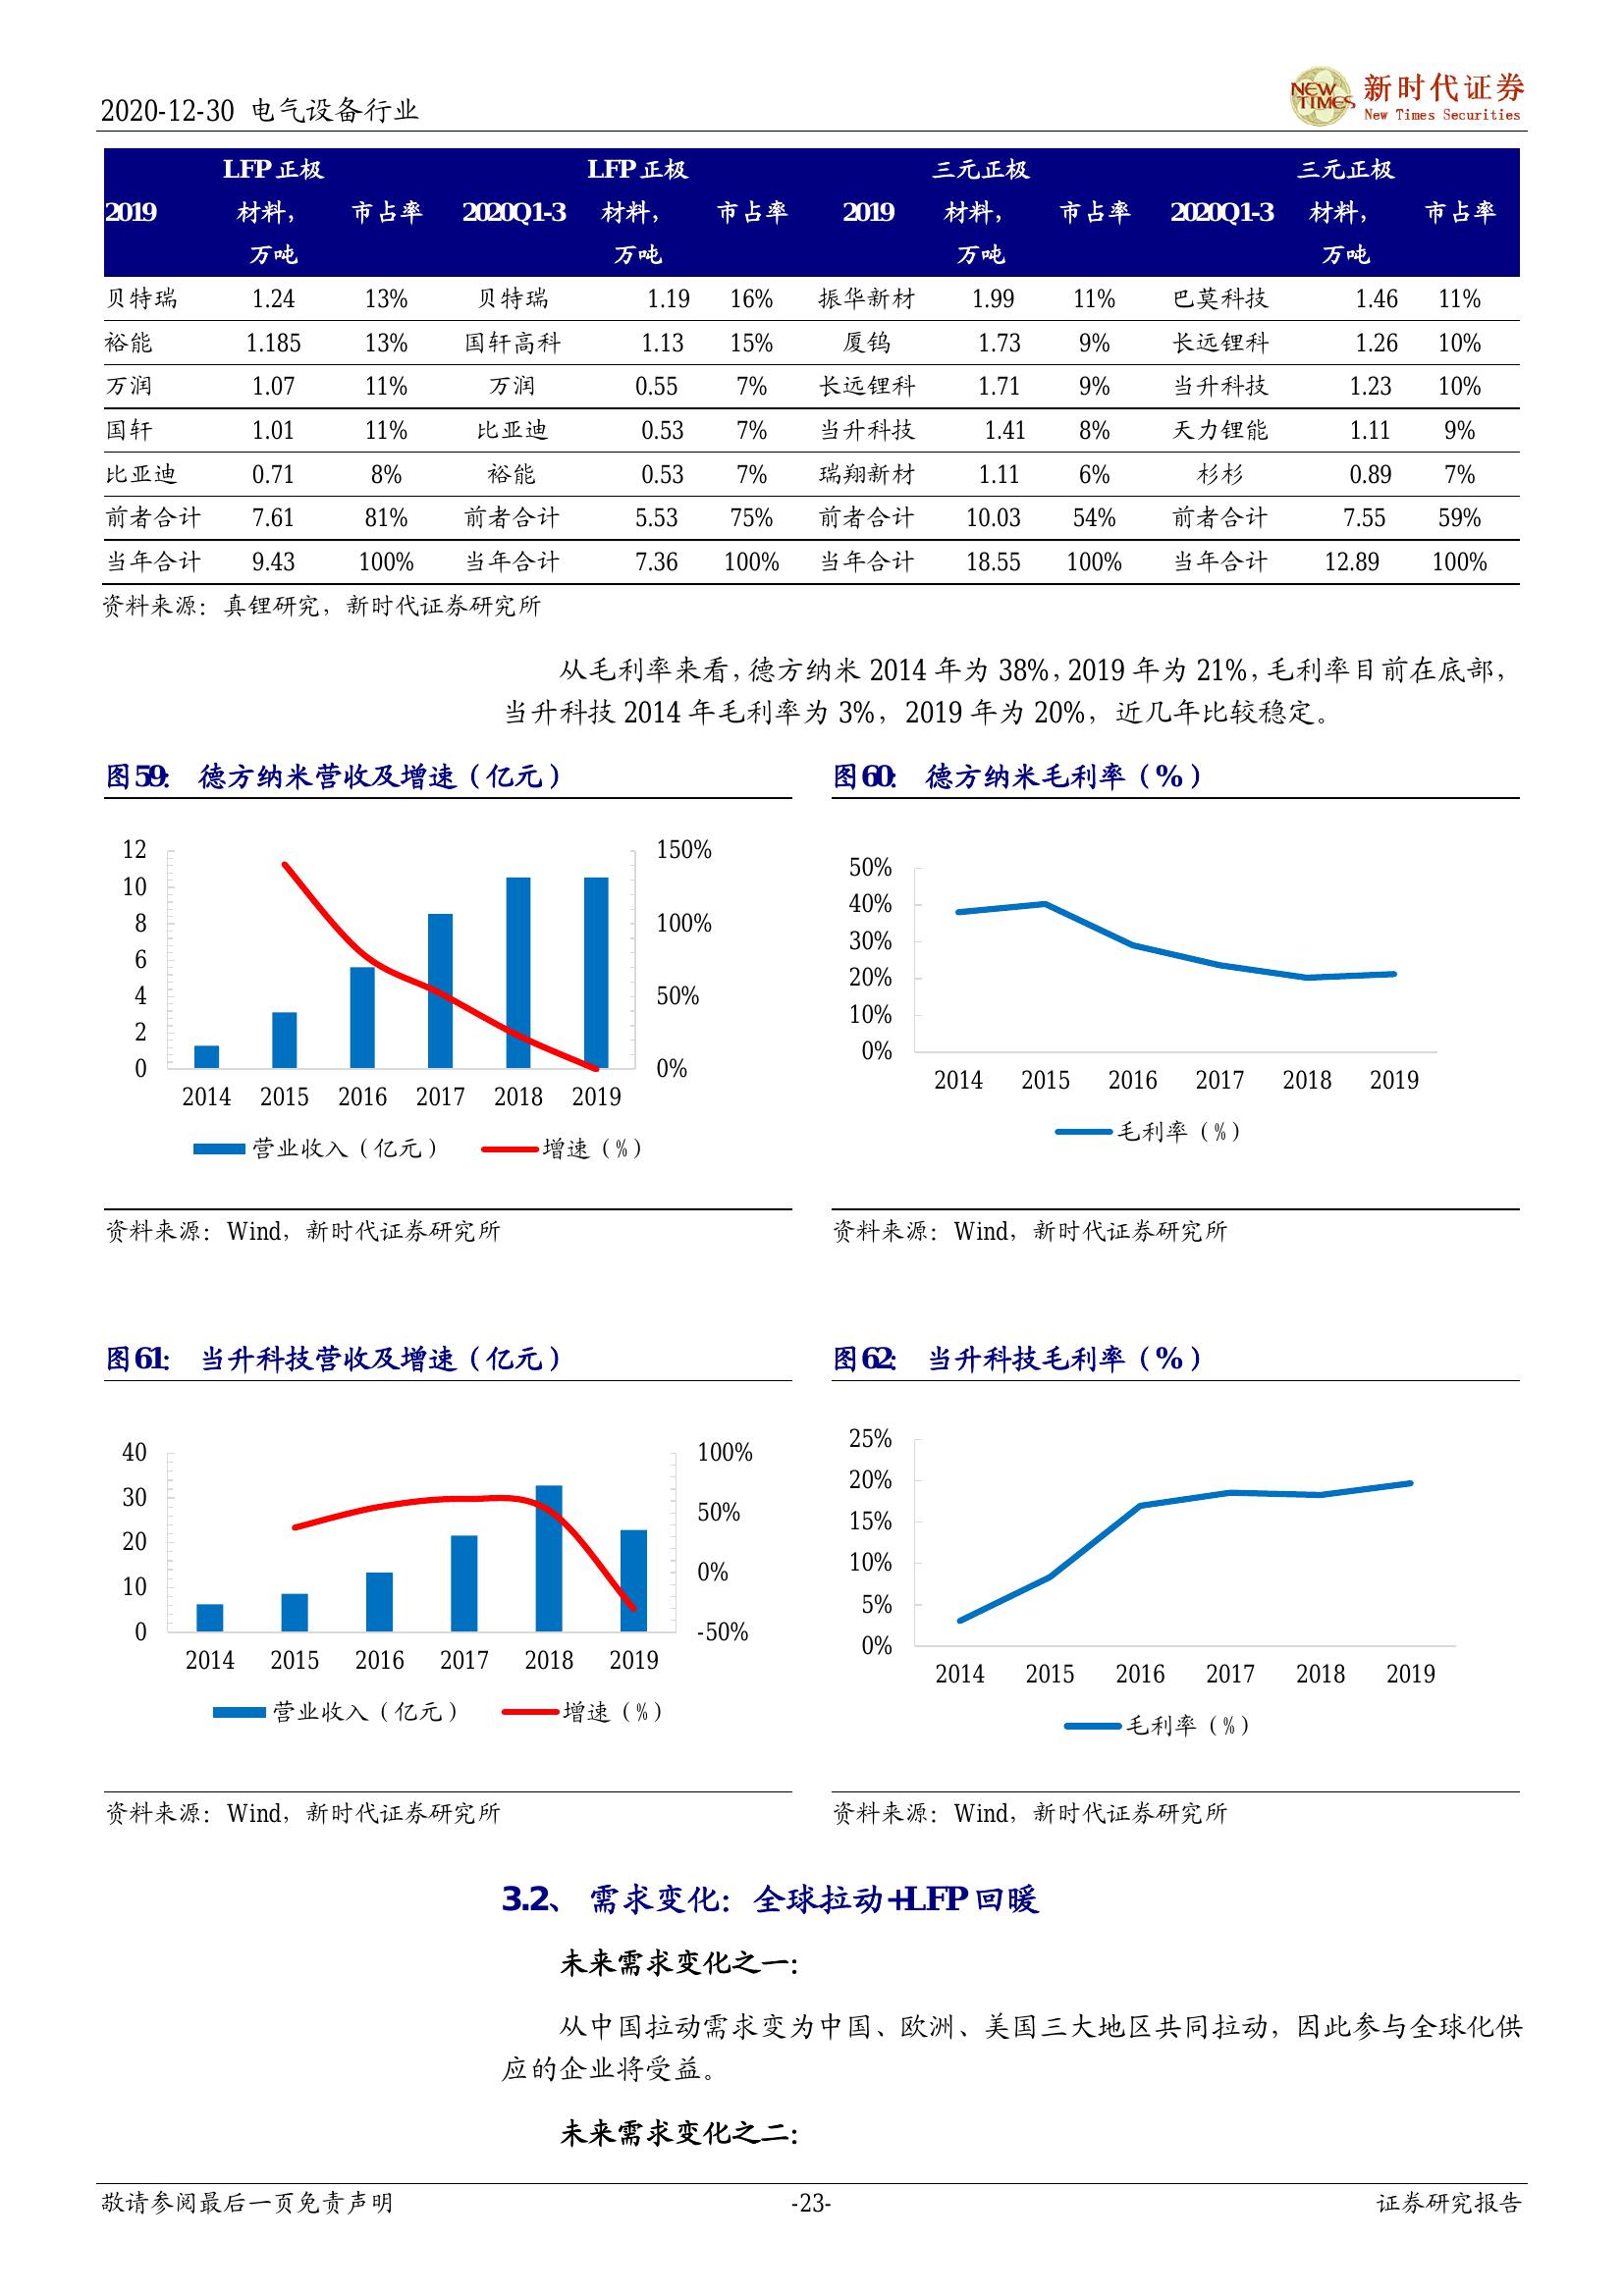 2020-12-30 电气设备行业
NEW TIMES 新时代证券
New Times Securities
2019 LFP正极材料，万吨 市占率 2020Q1-3 LFP正极材料，万吨 市占率 2019 三元正极材料，万吨 市占率 2020Q1-3 三元正极材料，万吨 市占率
贝特瑞 1.24 13% 贝特瑞 1.19 16% 振华新材 1.99 11% 巴莫科技 1.46 11%
裕能 1.185 13% 国轩高科 1.13 15% 厦钨 1.73 9% 长远锂科 1.26 10%
万润 1.07 11% 万润 0.55 7% 长远锂科 1.71 9% 当升科技 1.23 10%
国轩 1.01 11% 比亚迪 0.53 7% 当升科技 1.41 8% 天力锂能 1.11 9%
比亚迪 0.71 8% 裕能 0.53 7% 瑞翔新材 1.11 6% 杉杉 0.89 7%
前者合计 7.61 81% 前者合计 5.53 75% 前者合计 10.03 54% 前者合计 7.55 59%
当年合计 9.43 100% 当年合计 7.36 100% 当年合计 18.55 100% 当年合计 12.89 100%
资料来源：真锂研究，新时代证券研究所
从毛利率来看，德方纳米 2014 年为 38%，2019 年为 21%，毛利率目前在底部，
当升科技 2014 年毛利率为 3%，2019 年为 20%，近几年比较稳定。
图59： 德方纳米营收及增速（亿元）
12 150%
10
8 100%
6
4 50%
2
0 0%
2014 2015 2016 2017 2018 2019
营业收入（亿元） 增速（%）
资料来源：Wind，新时代证券研究所
图60： 德方纳米毛利率（%）
50%
40%
30%
20%
10%
0%
2014 2015 2016 2017 2018 2019
毛利率（%）
资料来源：Wind，新时代证券研究所
图61： 当升科技营收及增速（亿元）
40 100%
30
50%
20
0%
10
0 -50%
2014 2015 2016 2017 2018 2019
营业收入（亿元） 增速（%）
资料来源：Wind，新时代证券研究所
图62： 当升科技毛利率（%）
25%
20%
15%
10%
5%
0%
2014 2015 2016 2017 2018 2019
毛利率（%）
资料来源：Wind，新时代证券研究所
3.2、 需求变化：全球拉动+LFP 回暖
未来需求变化之一：
从中国拉动需求变为中国、欧洲、美国三大地区共同拉动，因此参与全球化供
应的企业将受益。
未来需求变化之二：
敬请参阅最后一页免责声明 -23- 证券研究报告